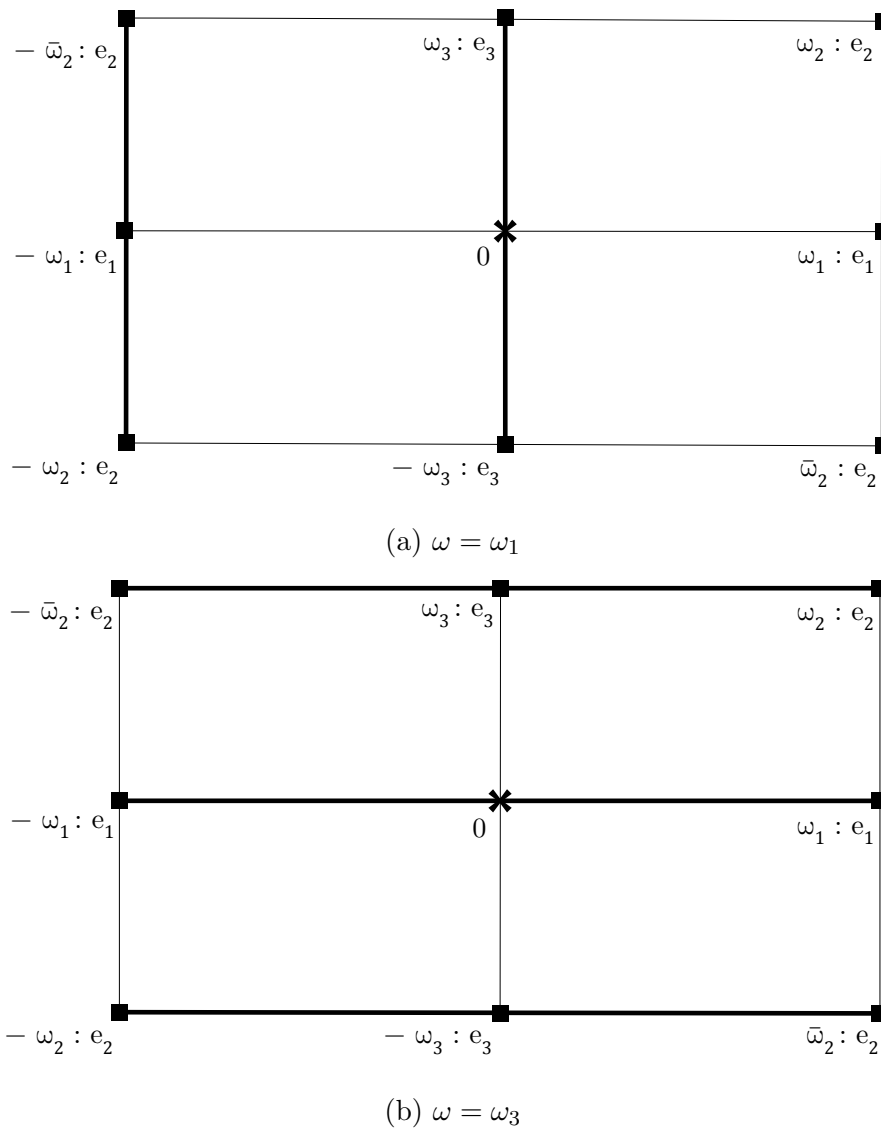 − ω̄₂ : e₂ ω₃ : e₃ ω₂ : e₂
− ω₁ : e₁ 0 ω₁ : e₁
− ω₂ : e₂ − ω₃ : e₃ ω̄₂ : e₂
(a) ω = ω₁
− ω̄₂ : e₂ ω₃ : e₃ ω₂ : e₂
− ω₁ : e₁ 0 ω₁ : e₁
− ω₂ : e₂ − ω₃ : e₃ ω̄₂ : e₂
(b) ω = ω₃